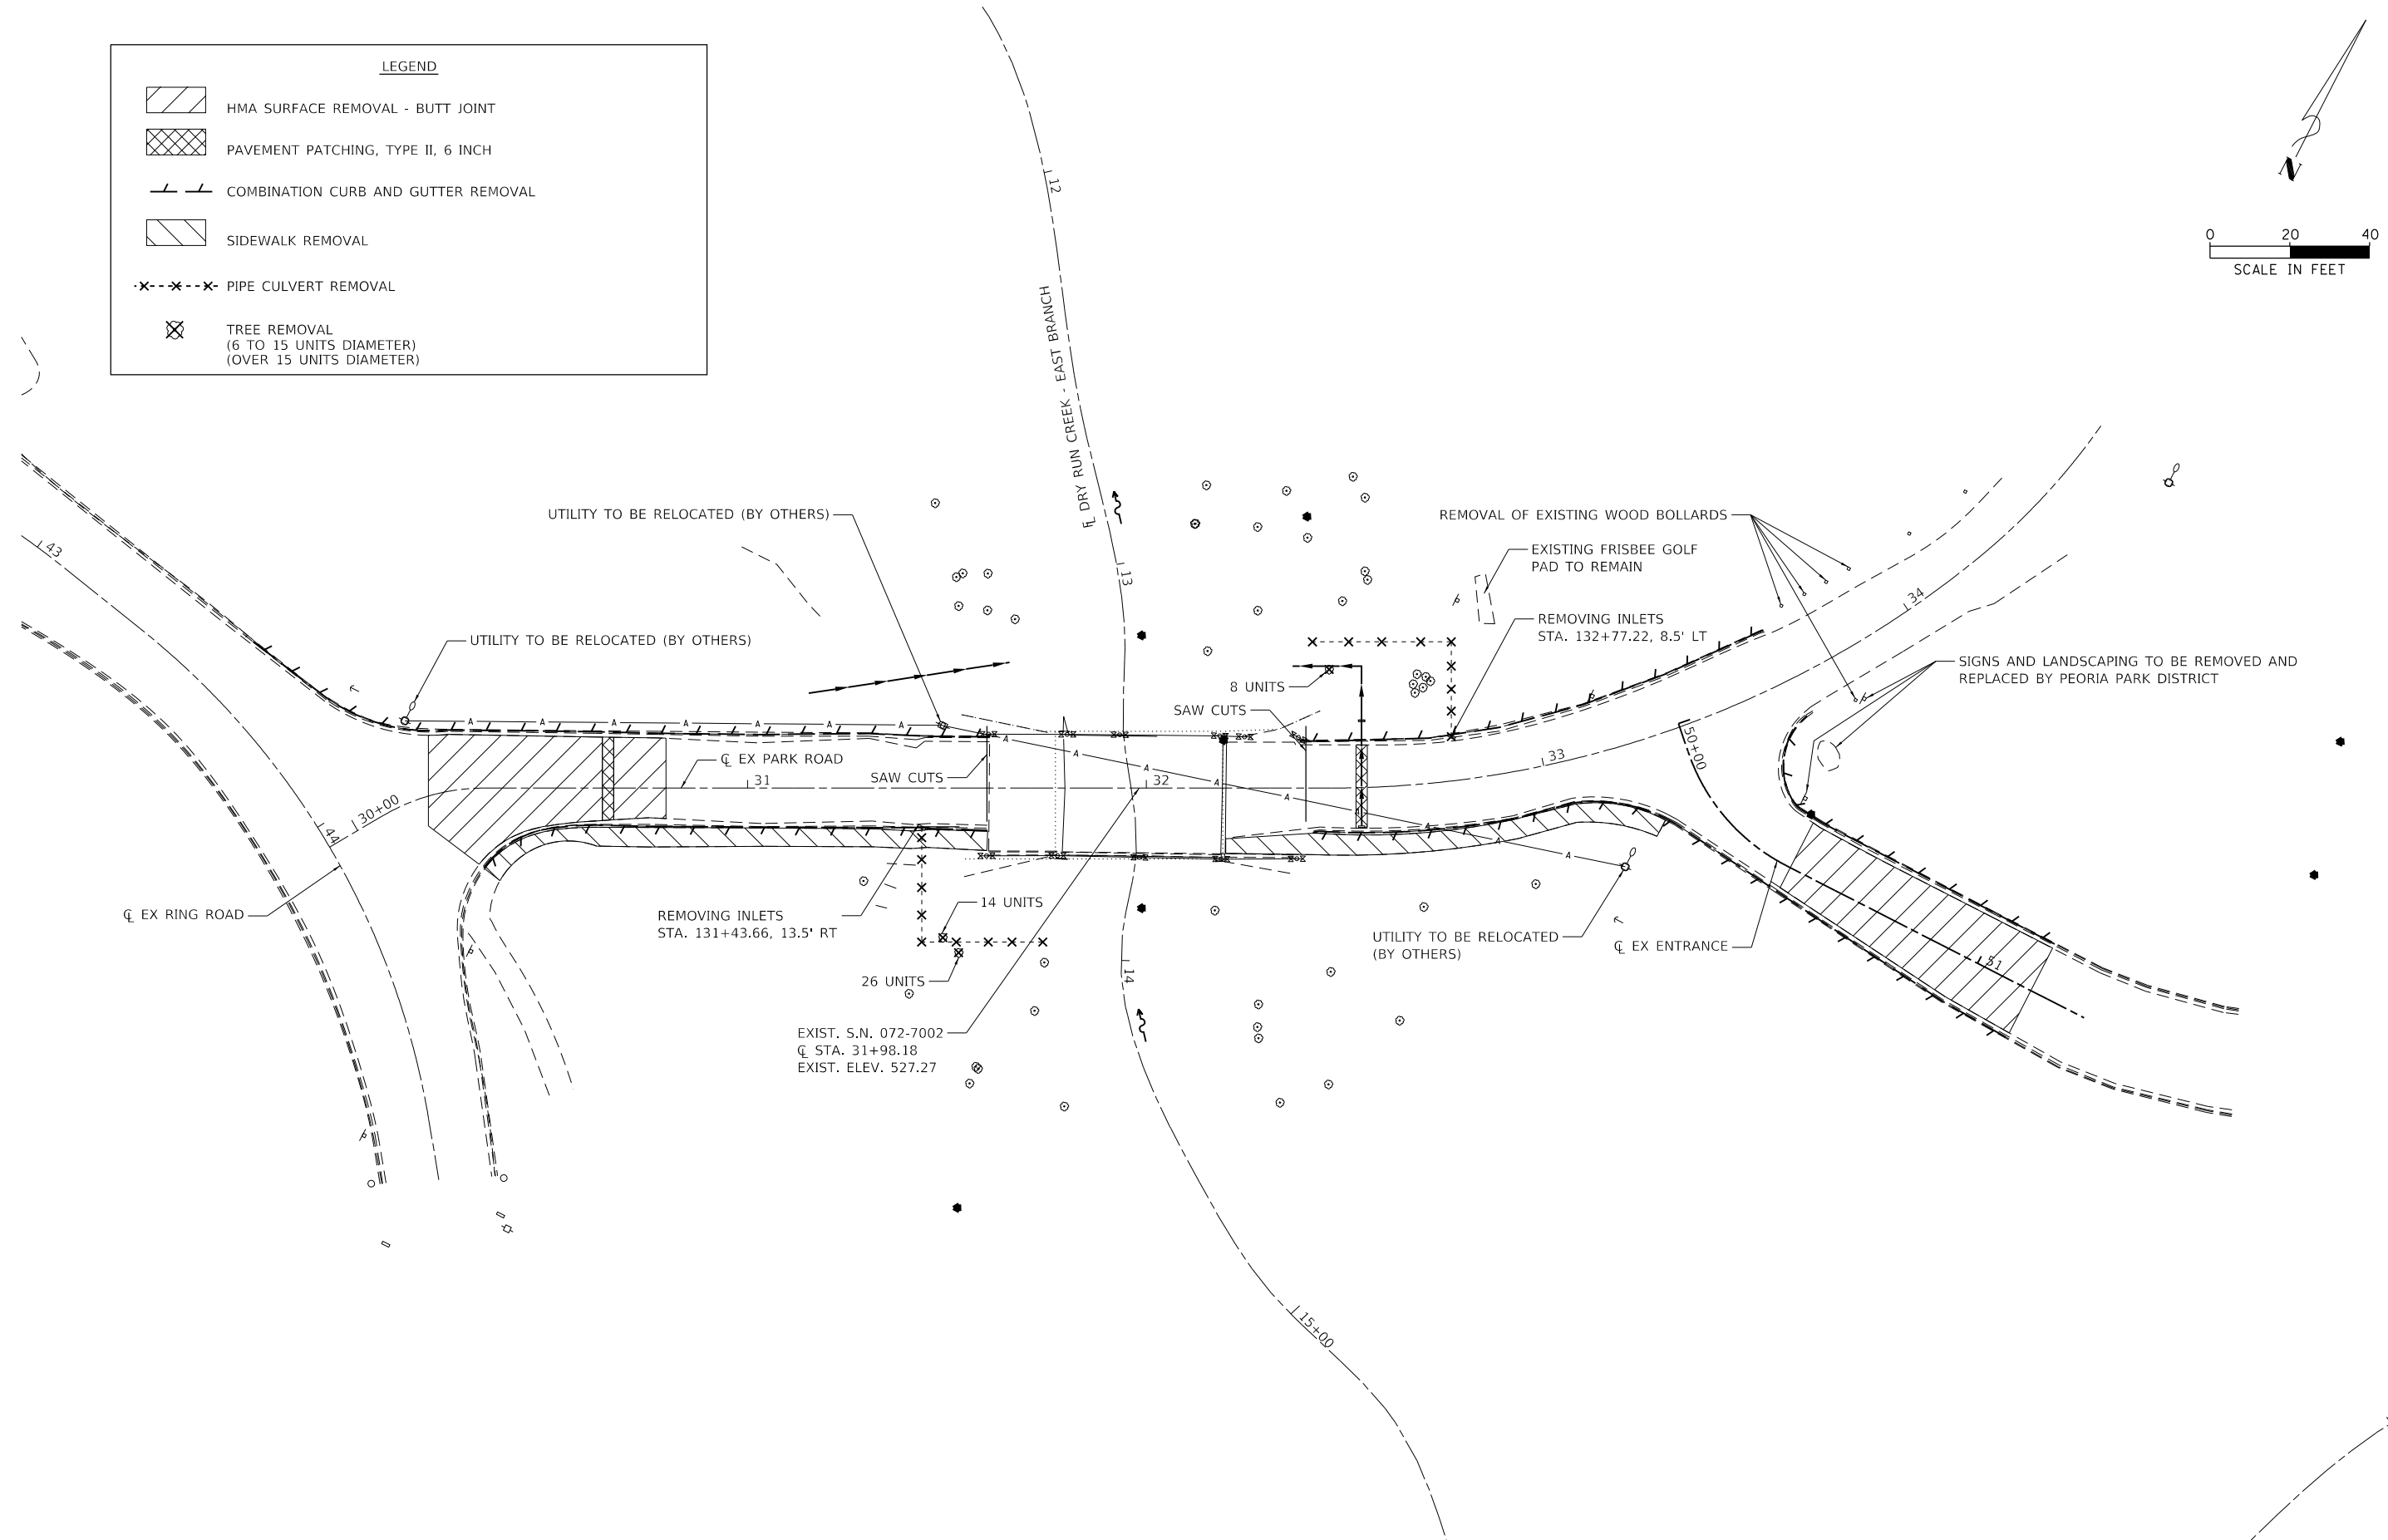 LEGEND
HMA SURFACE REMOVAL - BUTT JOINT
PAVEMENT PATCHING, TYPE II, 6 INCH
COMBINATION CURB AND GUTTER REMOVAL
SIDEWALK REMOVAL
PIPE CULVERT REMOVAL
TREE REMOVAL
(6 TO 15 UNITS DIAMETER)
(OVER 15 UNITS DIAMETER)
N
0 20 40
SCALE IN FEET
12
℄ DRY RUN CREEK - EAST BRANCH
13
43
UTILITY TO BE RELOCATED (BY OTHERS)
UTILITY TO BE RELOCATED (BY OTHERS)
REMOVAL OF EXISTING WOOD BOLLARDS
EXISTING FRISBEE GOLF
PAD TO REMAIN
REMOVING INLETS
STA. 132+77.22, 8.5' LT
34
SIGNS AND LANDSCAPING TO BE REMOVED AND
REPLACED BY PEORIA PARK DISTRICT
8 UNITS
SAW CUTS
A A A A A A A
A A A A A A A A A
℄ EX PARK ROAD
SAW CUTS
31
32
33
50+00
30+00
44
℄ EX RING ROAD
REMOVING INLETS
STA. 131+43.66, 13.5' RT
14 UNITS
26 UNITS
14
UTILITY TO BE RELOCATED
(BY OTHERS)
℄ EX ENTRANCE
51
EXIST. S.N. 072-7002
℄ STA. 31+98.18
EXIST. ELEV. 527.27
15+00